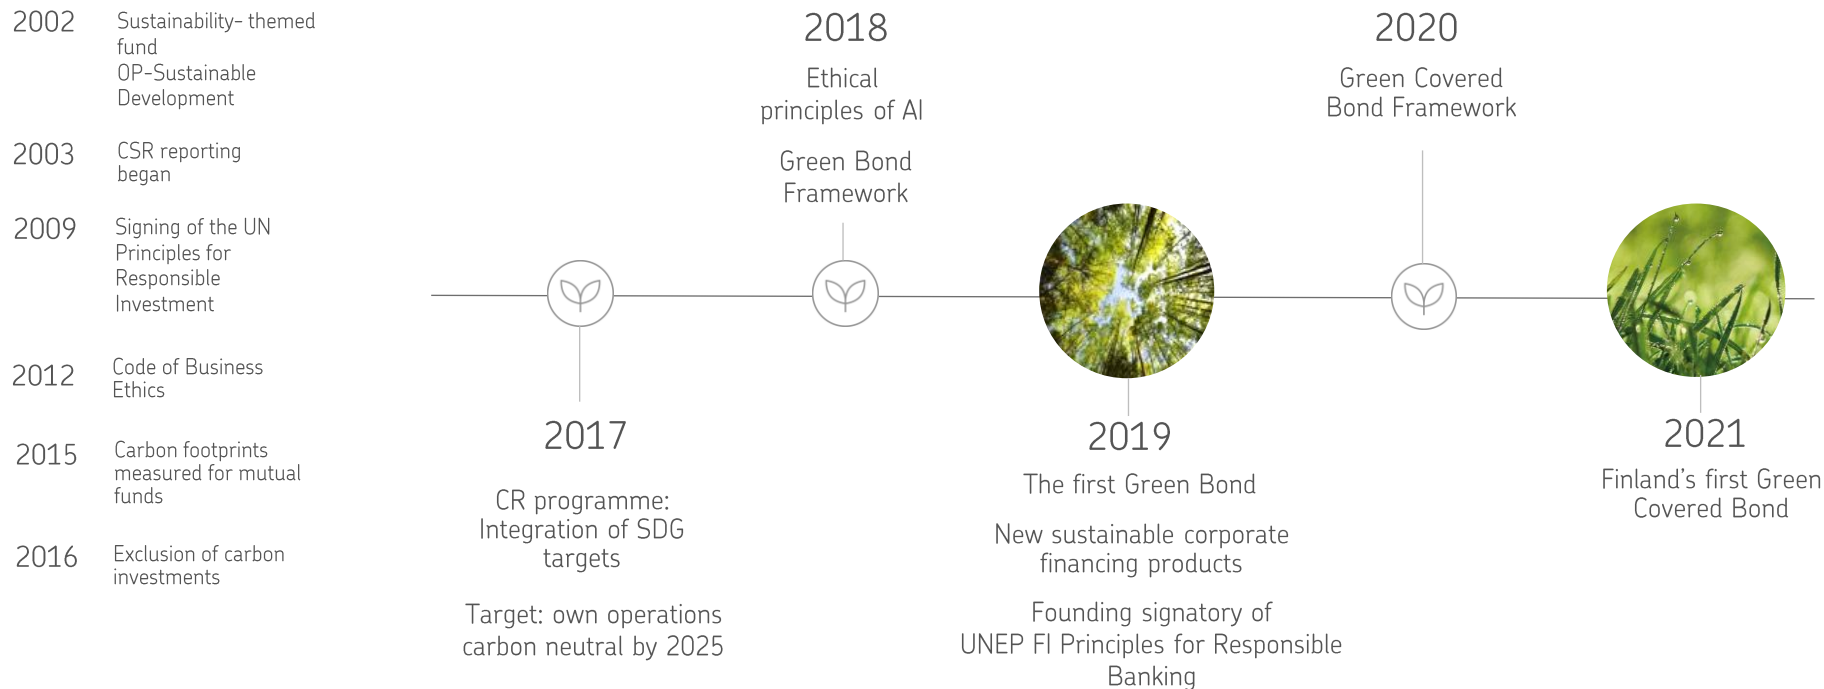 2002
Sustainability- themed
fund
OP-Sustainable
Development
2003
CSR reporting
began
2009
Signing of the UN
Principles for
Responsible
Investment
2012
Code of Business
Ethics
2015
Carbon footprints
measured for mutual
funds
2016
Exclusion of carbon
investments
2017
CR programme:
Integration of SDG
targets
Target: own operations
carbon neutral by 2025
2018
Ethical
principles of AI
Green Bond
Framework
2019
The first Green Bond
New sustainable corporate
financing products
Founding signatory of
UNEP FI Principles for Responsible
Banking
2020
Green Covered
Bond Framework
2021
Finland's first Green
Covered Bond